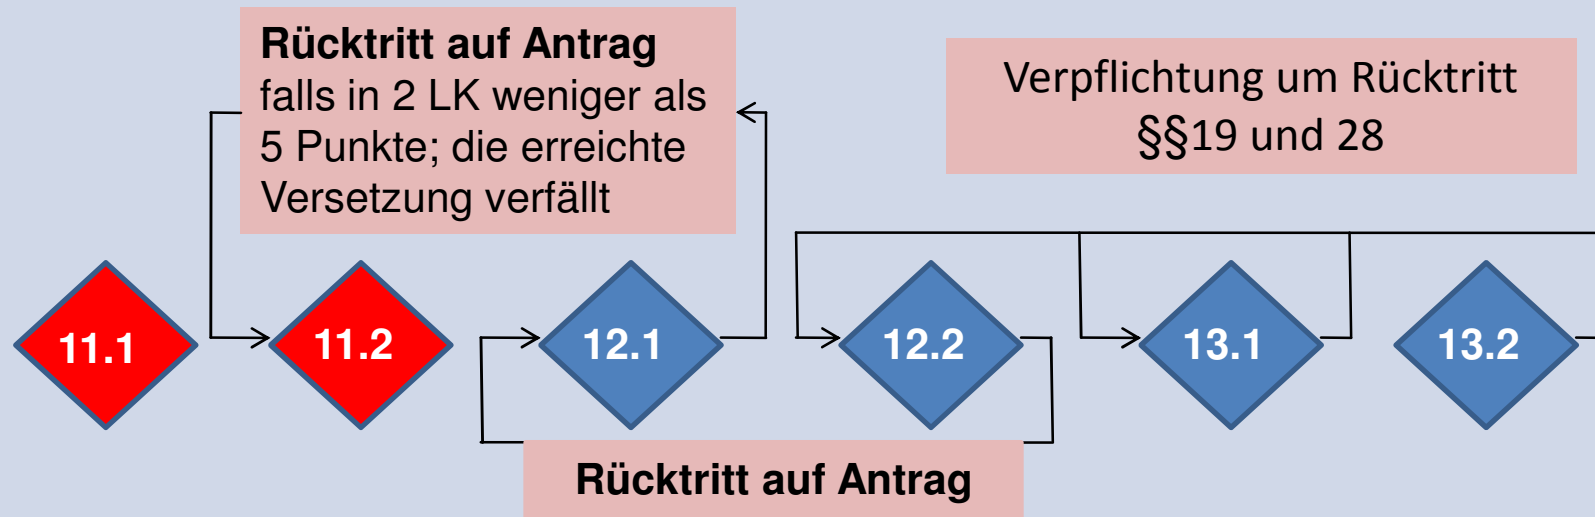 Rücktritt auf Antrag
falls in 2 LK weniger als
5 Punkte; die erreichte
Versetzung verfällt
Verpflichtung um Rücktritt
§§19 und 28
11.1
11.2
12.1
12.2
13.1
13.2
Rücktritt auf Antrag